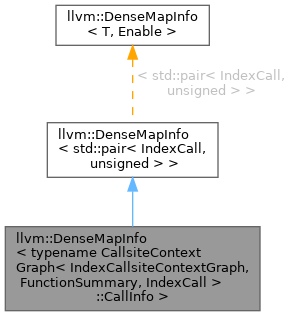 llvm::DenseMapInfo
< T, Enable >
< std::pair< IndexCall,
unsigned > >
llvm::DenseMapInfo
< std::pair< IndexCall,
unsigned > >
llvm::DenseMapInfo
< typename CallsiteContext
Graph< IndexCallsiteContextGraph,
FunctionSummary, IndexCall >
::CallInfo >